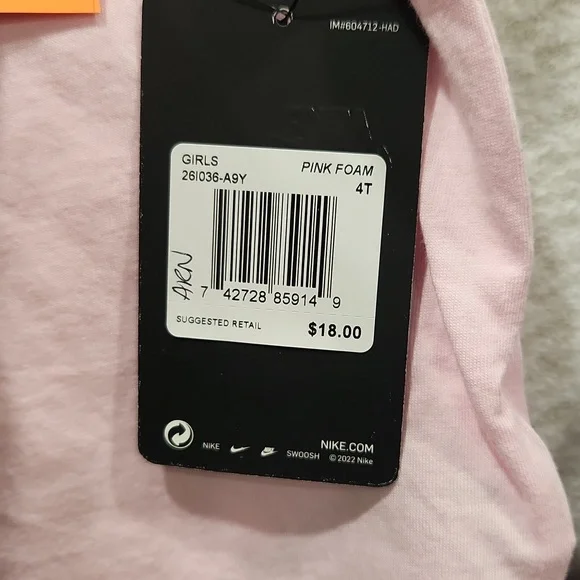 IM#604712-HAD
GIRLS PINK FOAM
26I036-A9Y 4T
ARN
7 42728 85914 9
SUGGESTED RETAIL $18.00
NIKE SWOOSH NIKE.COM
© 2022 Nike